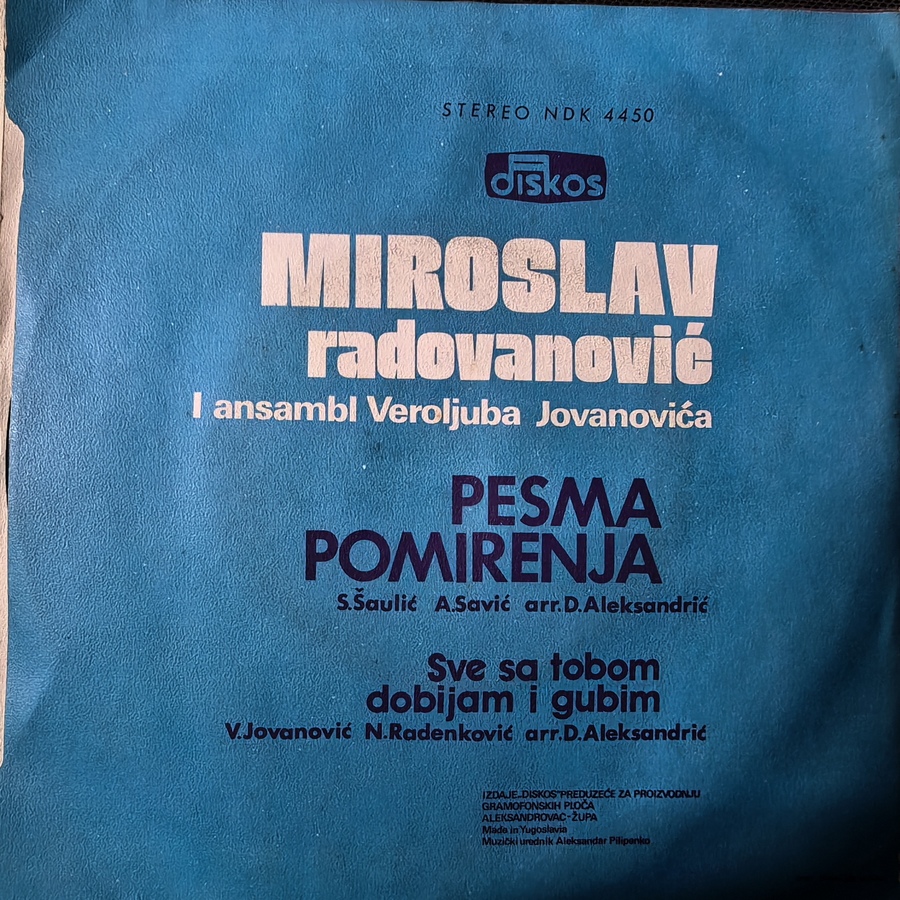 STEREO NDK 4450
DISKOS
MIROSLAV
radovanović
I ansambl Veroljuba Jovanovića
PESMA
POMIRENJA
S.Šaulić A.Savić arr.D.Aleksandrić
Sve sa tobom
dobijam i gubim
V.Jovanović N.Radenković arr.D.Aleksandrić
IZDAJE„DISKOS”PREDUZEĆE ZA PROIZVODNJU
GRAMOFONSKIH PLOČA
ALEKSANDROVAC-ŽUPA
Made in Yugoslavia
Muzički urednik Aleksandar Pilipenko